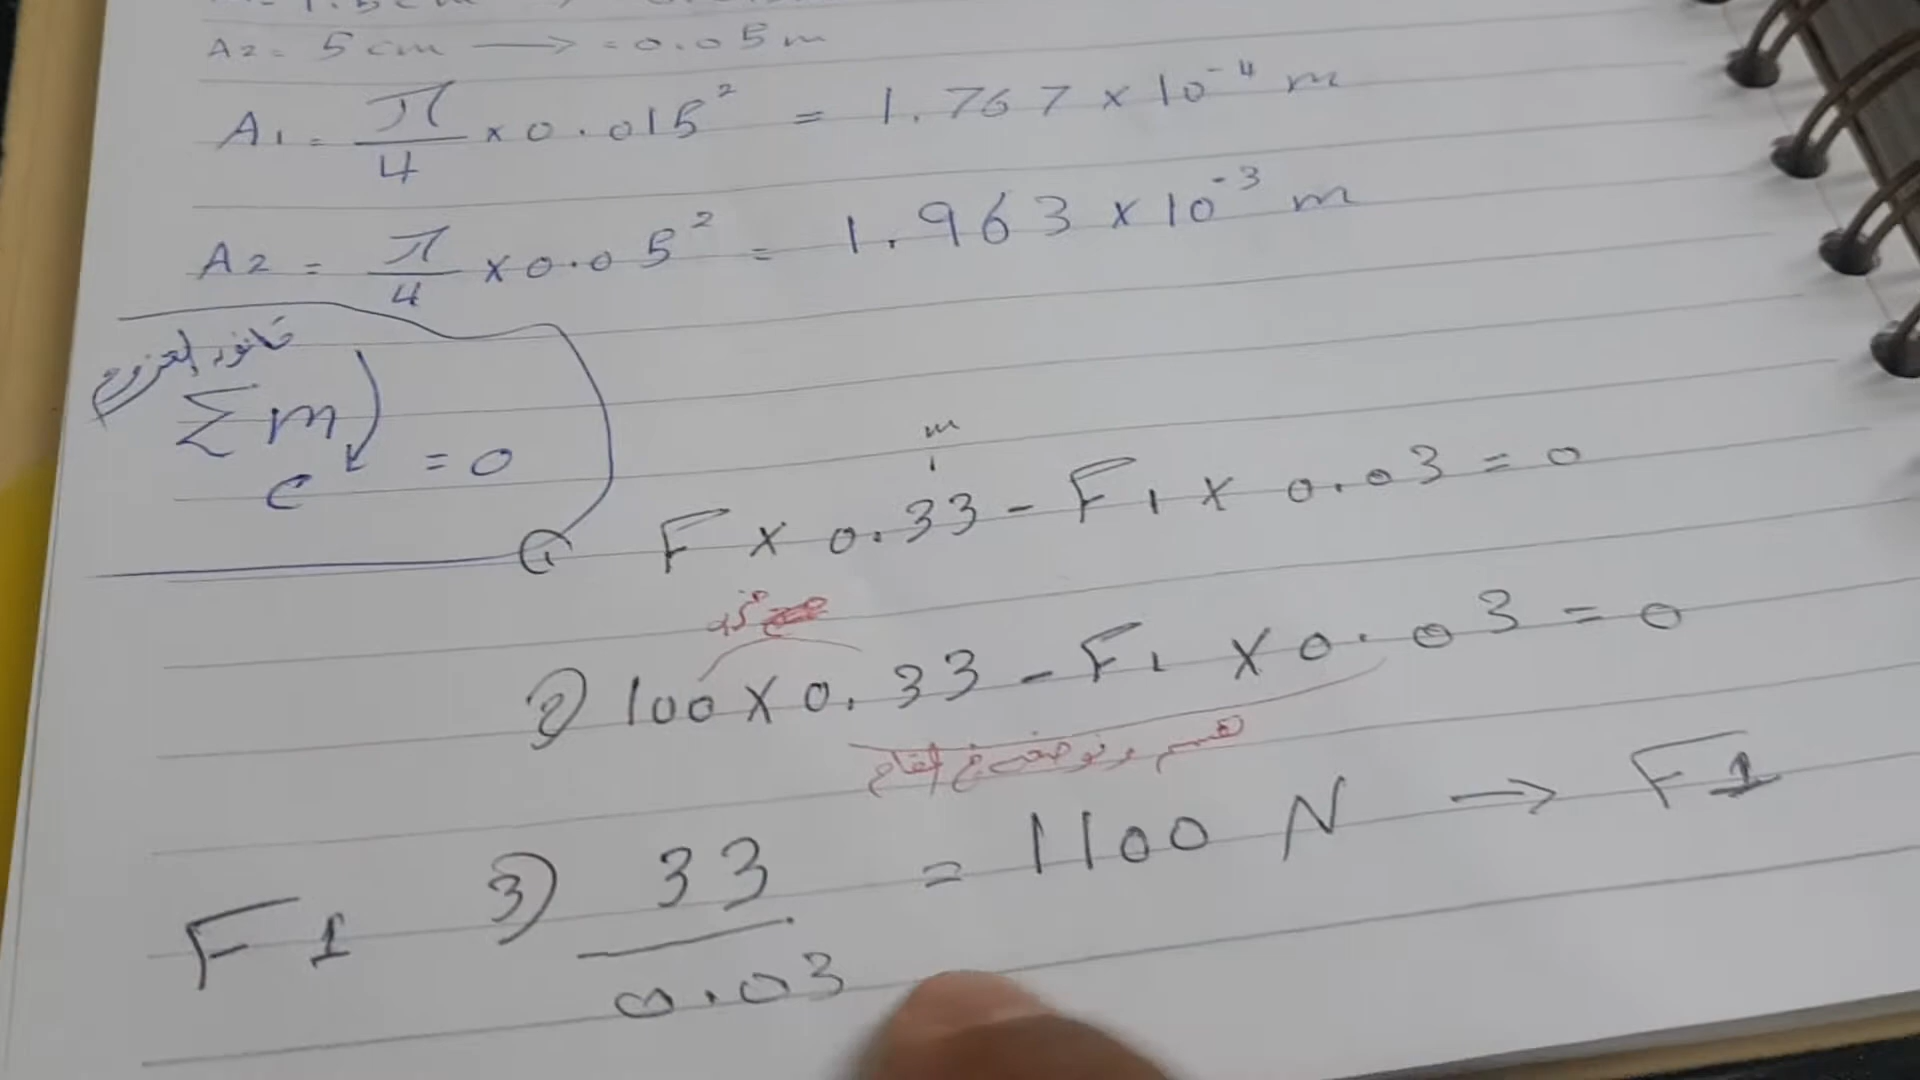 A2 = 5 cm → = 0.05 m
A1 = π/4 × 0.015² = 1.767 × 10⁻⁴ m
A2 = π/4 × 0.05² = 1.963 × 10⁻³ m
قانون العزوم
Σm c = 0
m
① F × 0.33 - F1 × 0.03 = 0
② 100 × 0.33 - F1 × 0.03 = 0
F1 ③ 33/0.03 = 1100 N → F1